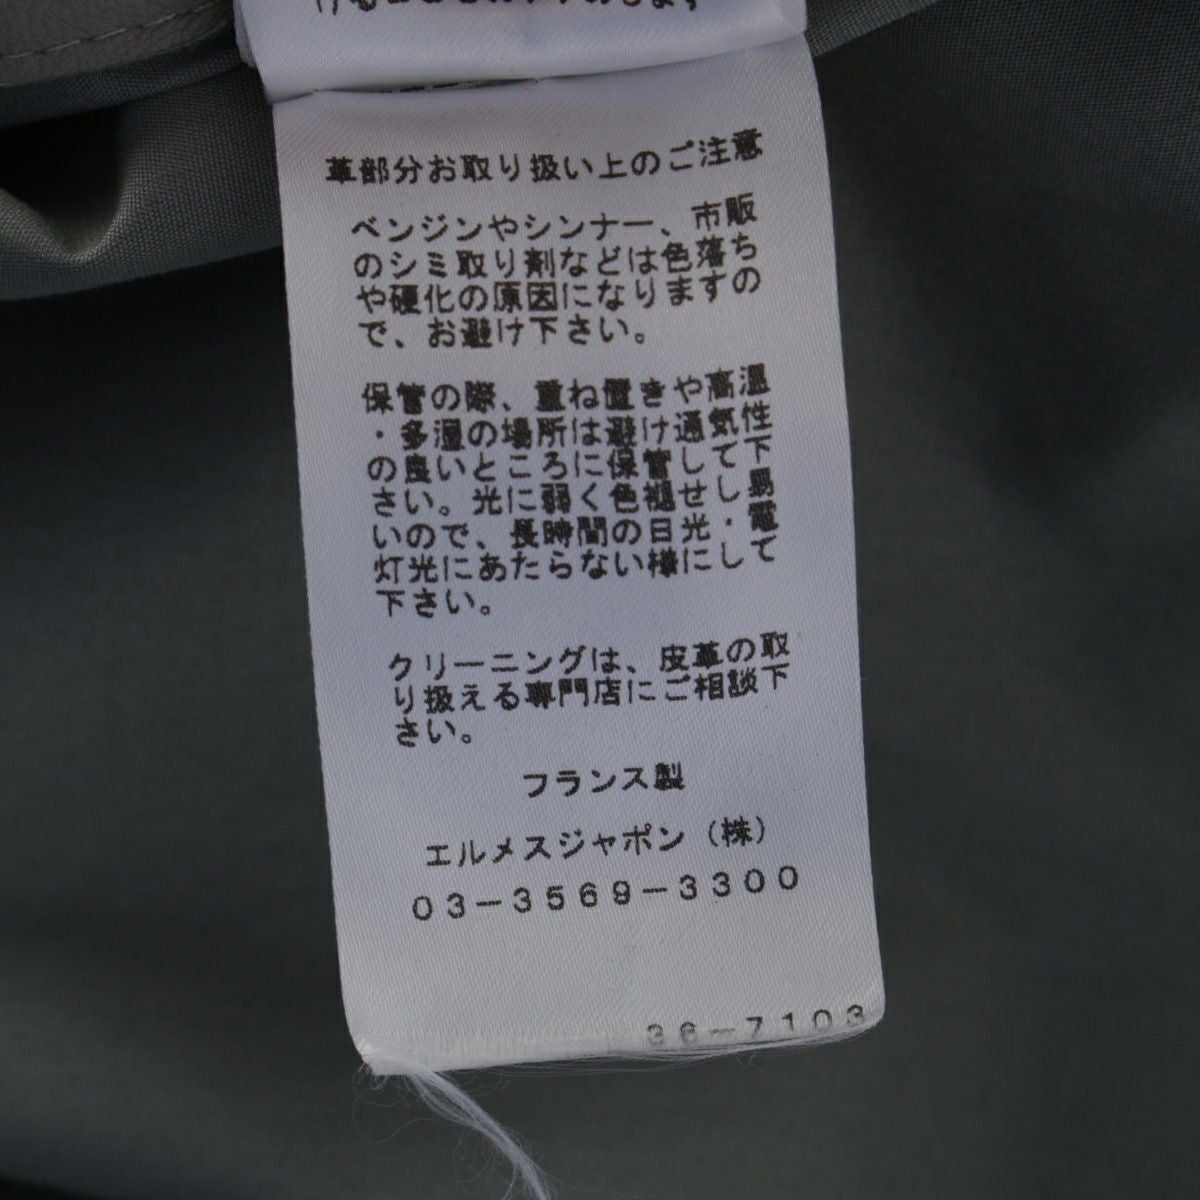 革部分お取り扱い上のご注意
ベンジンやシンナー、市販
のシミ取り剤などは色落ち
や硬化の原因になりますの
で、お避け下さい。
保管の際、重ね置きや高温
・多湿の場所は避け通気性
の良いところに保管して下
さい。光に弱く色褪せし易
いので、長時間の日光・電
灯光にあたらない様にして
下さい。
クリーニングは、皮革の取
り扱える専門店にご相談下
さい。
フランス製
エルメスジャポン（株）
03-3569-3300
36-7103